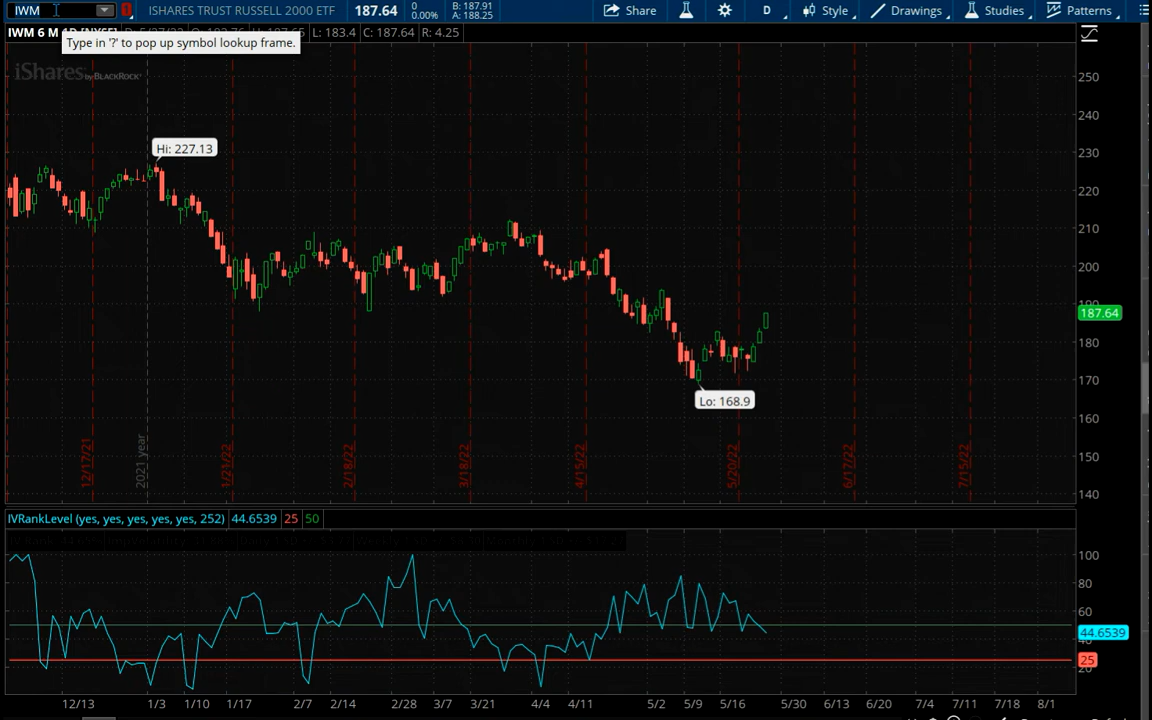 IWM
ISHARES TRUST RUSSELL 2000 ETF
187.64
0
0.00%
B: 187.91
A: 188.25
Share
D
Style
Drawings
Studies
Patterns
IWM 6 M
L: 183.4 C: 187.64 R: 4.25
Type in '?' to pop up symbol lookup frame.
iShares by BLACKROCK
Hi: 227.13
Lo: 168.9
250
240
230
220
210
200
190
187.64
180
170
160
150
140
12/17/21
2021 year
1/21/22
2/18/22
3/18/22
4/15/22
5/20/22
6/17/22
7/15/22
IVRankLevel (yes, yes, yes, yes, yes, 252) 44.6539 25 50
100
80
60
44.6539
25
12/13 1/3 1/10 1/17 2/7 2/14 2/28 3/7 3/21 4/4 4/11 5/2 5/9 5/16 5/30 6/13 6/20 7/4 7/11 7/18 8/1